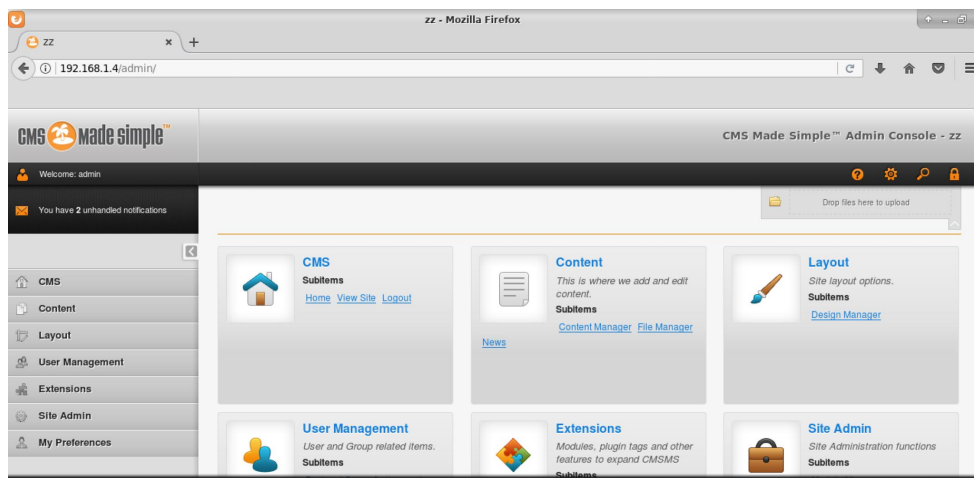 zz - Mozilla Firefox
zz
192.168.1.4/admin/
CMS made simple™
CMS Made Simple™ Admin Console - zz
Welcome: admin
You have 2 unhandled notifications
Drop files here to upload
CMS
Content
Layout
User Management
Extensions
Site Admin
My Preferences
CMS
Subitems
Home View Site Logout
Content
This is where we add and edit
content.
Subitems
Content Manager File Manager
News
Layout
Site layout options.
Subitems
Design Manager
User Management
User and Group related items.
Subitems
Extensions
Modules, plugin tags and other
features to expand CMSMS
Subitems
Site Admin
Site Administration functions
Subitems